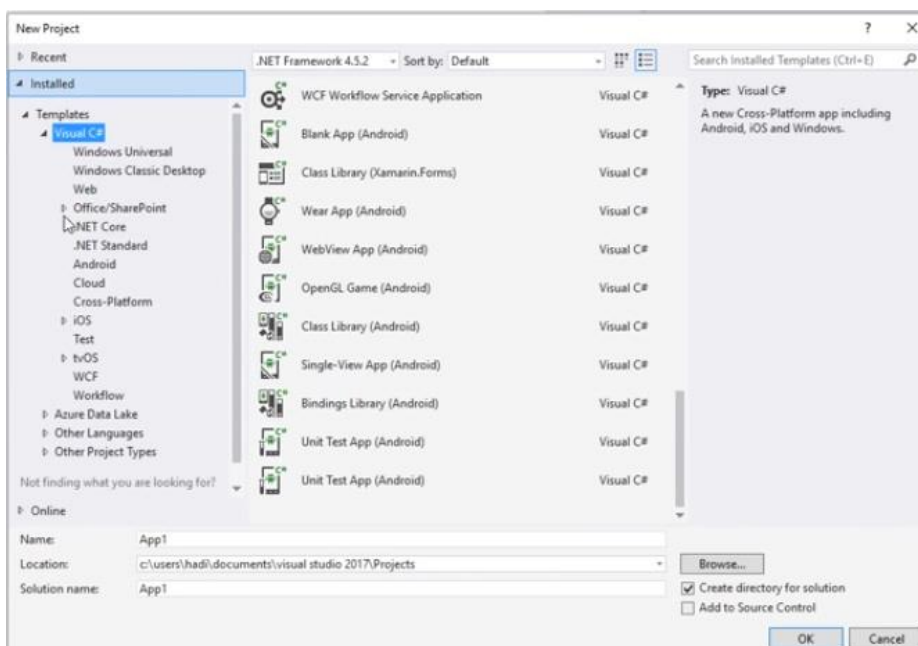 New Project
Recent
Installed
Templates
Visual C#
Windows Universal
Windows Classic Desktop
Web
Office/SharePoint
.NET Core
.NET Standard
Android
Cloud
Cross-Platform
iOS
Test
tvOS
WCF
Workflow
Azure Data Lake
Other Languages
Other Project Types
Not finding what you are looking for?
Online
.NET Framework 4.5.2 Sort by: Default
WCF Workflow Service Application Visual C#
Blank App (Android) Visual C#
Class Library (Xamarin.Forms) Visual C#
Wear App (Android) Visual C#
WebView App (Android) Visual C#
OpenGL Game (Android) Visual C#
Class Library (Android) Visual C#
Single-View App (Android) Visual C#
Bindings Library (Android) Visual C#
Unit Test App (Android) Visual C#
Unit Test App (Android) Visual C#
Search Installed Templates (Ctrl+E)
Type: Visual C#
A new Cross-Platform app including
Android, iOS and Windows.
Name: App1
Location: c:\users\hadi\documents\visual studio 2017\Projects
Browse...
Solution name: App1
Create directory for solution
Add to Source Control
OK Cancel